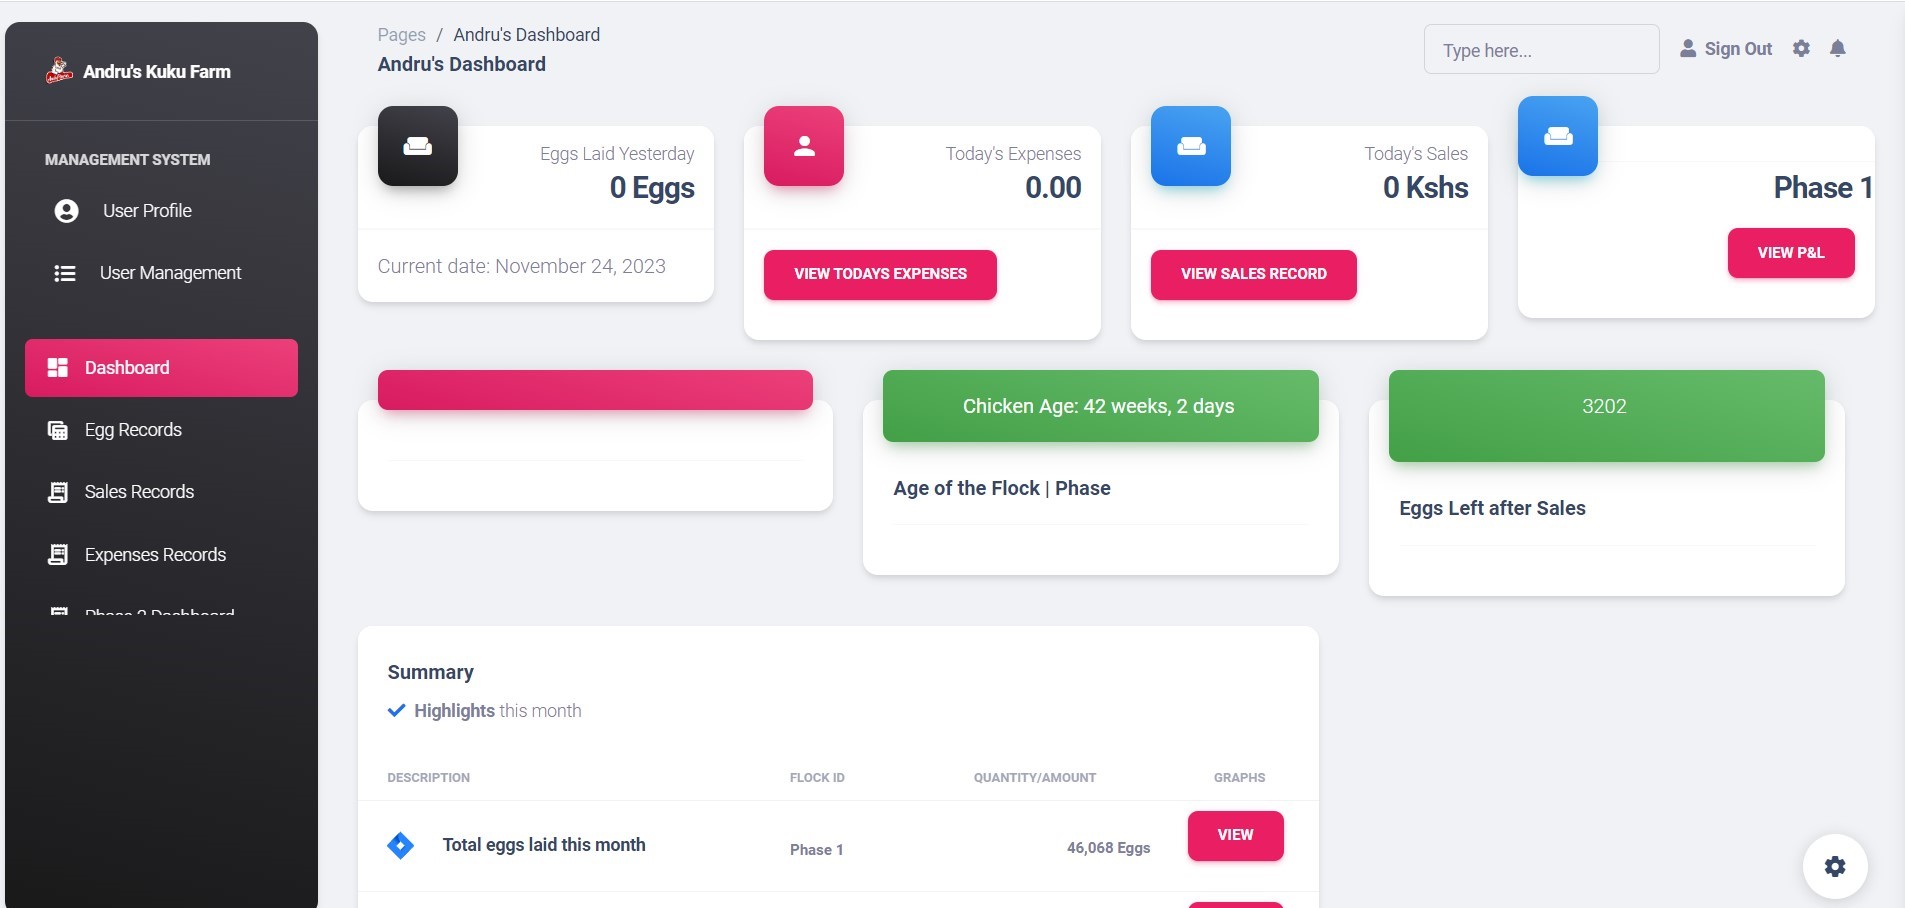 Andru's Kuku Farm
MANAGEMENT SYSTEM
User Profile
User Management
Dashboard
Egg Records
Sales Records
Expenses Records
Phase 2 Dashboard
Pages / Andru's Dashboard
Andru's Dashboard
Type here...
Sign Out
Eggs Laid Yesterday
0 Eggs
Current date: November 24, 2023
Today's Expenses
0.00
VIEW TODAYS EXPENSES
Today's Sales
0 Kshs
VIEW SALES RECORD
Phase 1
VIEW P&L
Chicken Age: 42 weeks, 2 days
Age of the Flock | Phase
3202
Eggs Left after Sales
Summary
Highlights this month
DESCRIPTION FLOCK ID QUANTITY/AMOUNT GRAPHS
Total eggs laid this month Phase 1 46,068 Eggs VIEW